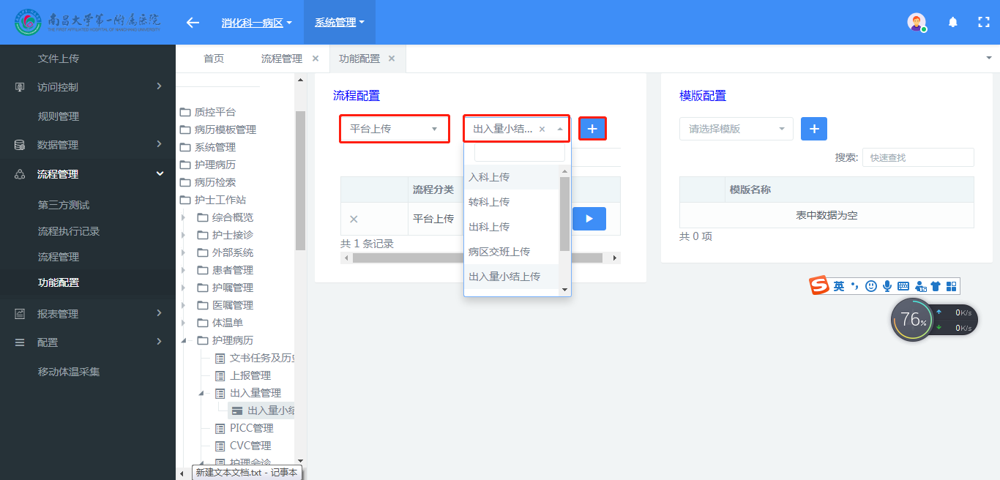 南昌大学第一附属医院
THE FIRST AFFILIATED HOSPITAL OF NANCHANG UNIVERSITY
消化科一病区
系统管理
文件上传
访问控制
规则管理
数据管理
流程管理
第三方测试
流程执行记录
流程管理
功能配置
报表管理
配置
移动体温采集
首页
流程管理 ×
功能配置 ×
质控平台
病历模板管理
系统管理
护理病历
病历检索
护士工作站
综合概览
护士接诊
外部系统
患者管理
护嘱管理
医嘱管理
体温单
护理病历
文书任务及历史
上报管理
出入量管理
出入量小结
PICC管理
CVC管理
护理会诊
新建文本文档.txt - 记事本
流程配置
平台上传
出入量小结... ×
+
入科上传
转科上传
出科上传
病区交班上传
出入量小结上传
流程分类
× 平台上传
共 1 条记录
模版配置
请选择模版
+
搜索: 快速查找
模版名称
表中数据为空
共 0 项
S 英
76%
0K/s
0K/s